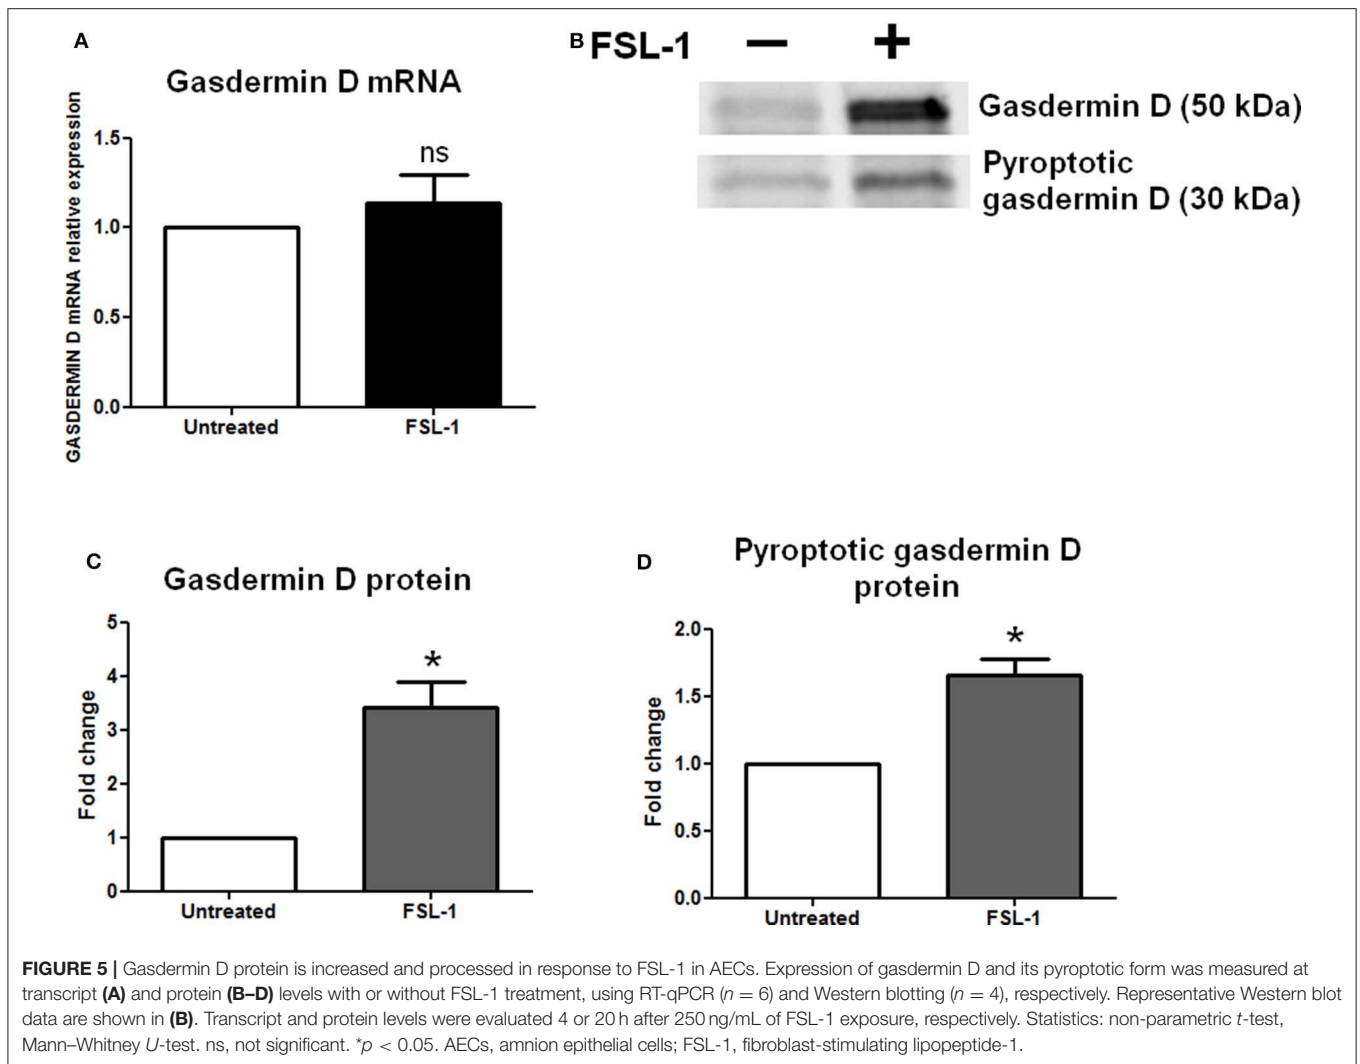 A
Gasdermin D mRNA
GASDERMIN D mRNA relative expression
1.5
1.0
0.5
0.0
ns
Untreated
FSL-1
B
FSL-1 − +
Gasdermin D (50 kDa)
Pyroptotic
gasdermin D (30 kDa)
C
Gasdermin D protein
Fold change
5
4
3
2
1
0
*
Untreated
FSL-1
D
Pyroptotic gasdermin D
protein
Fold change
2.0
1.5
1.0
0.5
0.0
*
Untreated
FSL-1
FIGURE 5 | Gasdermin D protein is increased and processed in response to FSL-1 in AECs. Expression of gasdermin D and its pyroptotic form was measured at
transcript (A) and protein (B–D) levels with or without FSL-1 treatment, using RT-qPCR (n = 6) and Western blotting (n = 4), respectively. Representative Western blot
data are shown in (B). Transcript and protein levels were evaluated 4 or 20 h after 250 ng/mL of FSL-1 exposure, respectively. Statistics: non-parametric t-test,
Mann–Whitney U-test. ns, not significant. *p < 0.05. AECs, amnion epithelial cells; FSL-1, fibroblast-stimulating lipopeptide-1.